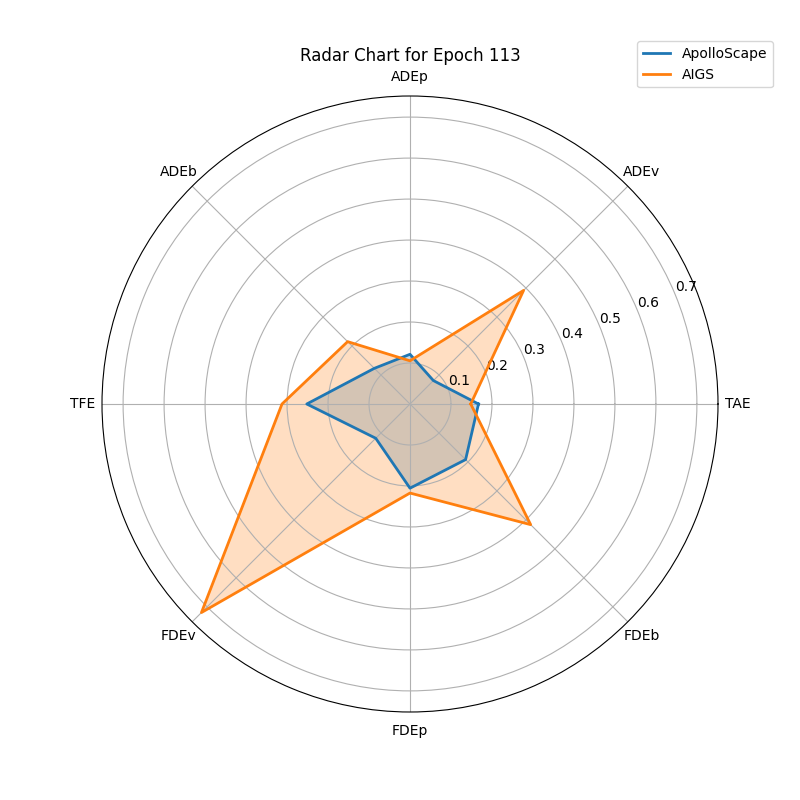 Radar Chart for Epoch 113
ApolloScape
AIGS
ADEp
ADEb
ADEv
0.7
0.6
0.5
0.4
0.3
0.2
0.1
TFE
TAE
FDEv
FDEb
FDEp